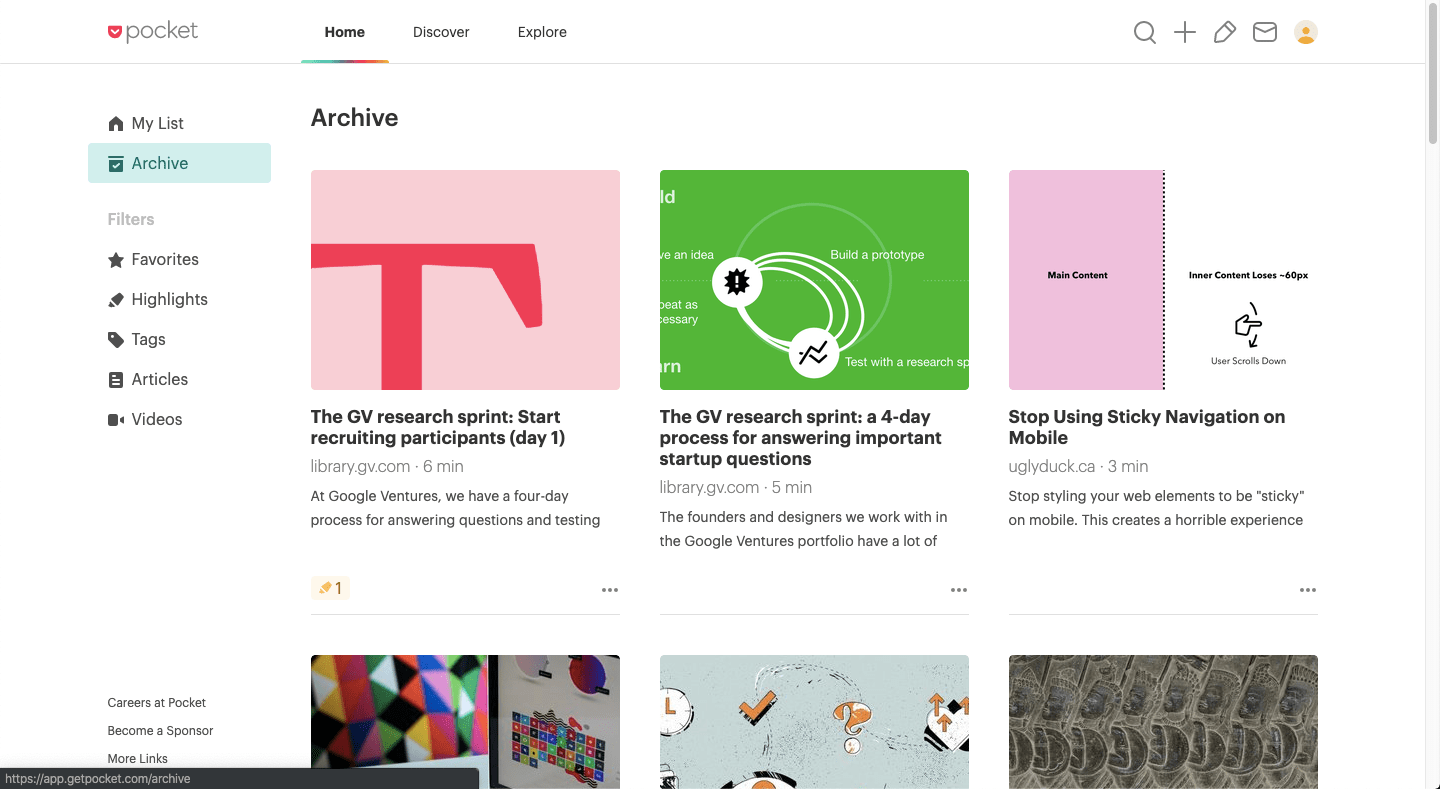 pocket
Home
Discover
Explore
My List
Archive
Filters
Favorites
Highlights
Tags
Articles
Videos
Careers at Pocket
Become a Sponsor
More Links
https://app.getpocket.com/archive
Archive
T
The GV research sprint: Start
recruiting participants (day 1)
library.gv.com · 6 min
At Google Ventures, we have a four-day
process for answering questions and testing
1
ld
ve an idea
Build a prototype
peat as
cessary
Test with a research sp
arn
The GV research sprint: a 4-day
process for answering important
startup questions
library.gv.com · 5 min
The founders and designers we work with in
the Google Ventures portfolio have a lot of
Main Content
Inner Content Loses ~60px
User Scrolls Down
Stop Using Sticky Navigation on
Mobile
uglyduck.ca · 3 min
Stop styling your web elements to be "sticky"
on mobile. This creates a horrible experience